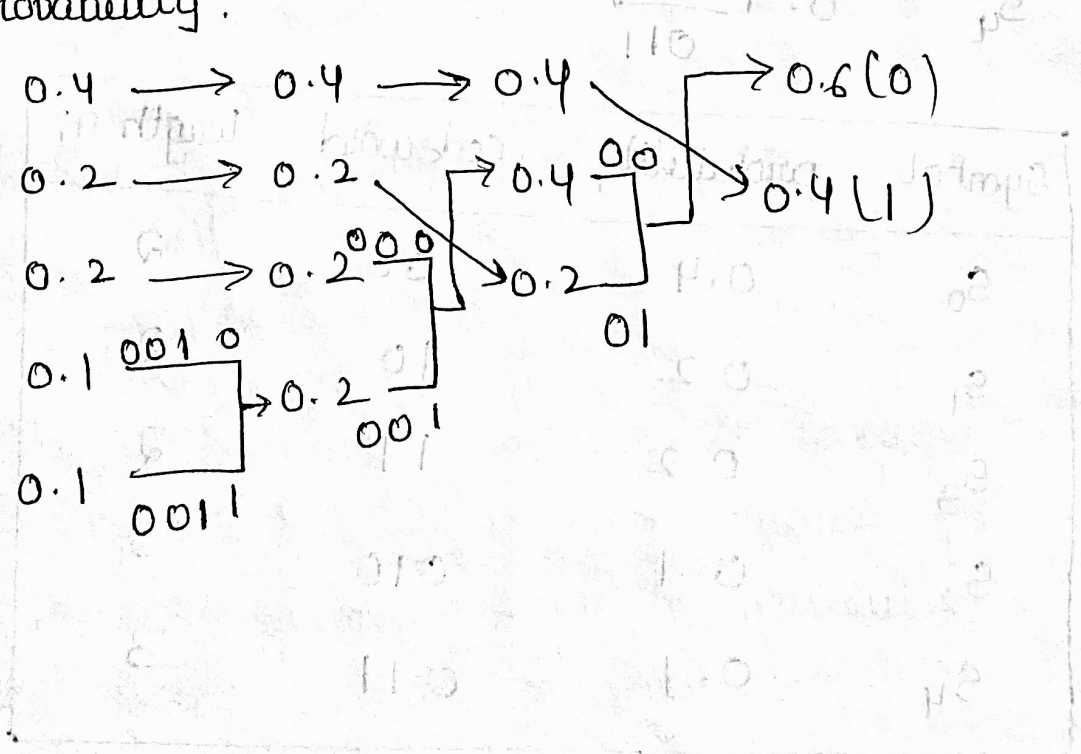 0.4 → 0.4 → 0.4 → 0.6 (0)
0.2 → 0.2 → 0.4 00 → 0.4 (1)
0.2 → 0.2 000 → 0.2 01
0.1 0010 → 0.2 001
0.1 0011